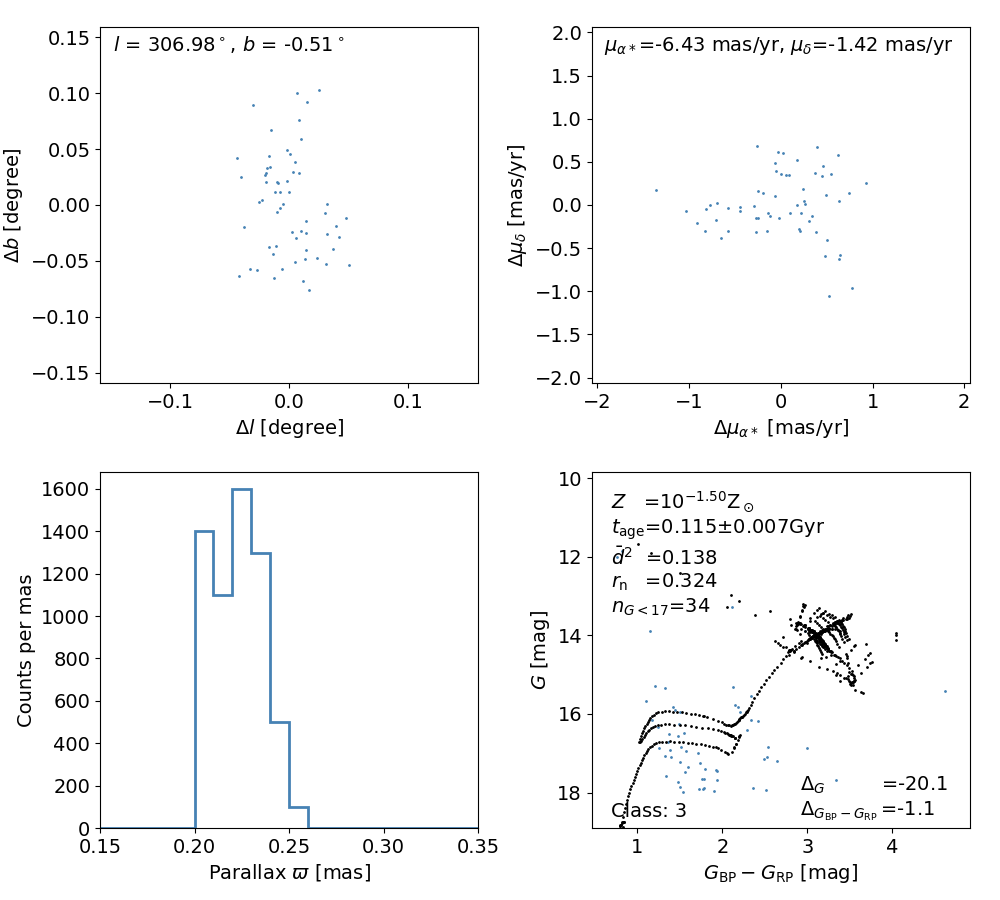 l = 306.98°, b = -0.51°
0.15
0.10
0.05
0.00
−0.05
−0.10
−0.15
Δb [degree]
−0.1
0.0
0.1
Δl [degree]
μα*=-6.43 mas/yr, μδ=-1.42 mas/yr
2.0
1.5
1.0
0.5
0.0
−0.5
−1.0
−1.5
−2.0
Δμδ [mas/yr]
−2
−1
0
1
2
Δμα* [mas/yr]
1600
1400
1200
1000
800
600
400
200
0
Counts per mas
0.15
0.20
0.25
0.30
0.35
Parallax ϖ [mas]
Z =10^−1.50 Z⊙
t_age=0.115±0.007Gyr
d̄² =0.138
r_n =0.324
n_G<17=34
10
12
14
16
18
G [mag]
Δ_G =-20.1
Class: 3
Δ_G_BP−G_RP =-1.1
1
2
3
4
G_BP − G_RP [mag]